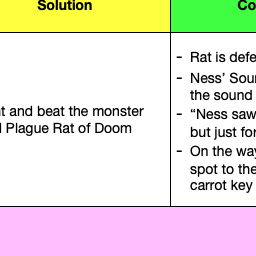 Solution
Co
t and beat the monster
Plague Rat of Doom
- Rat is defe
- Ness' Sou
the sound
- "Ness saw
but just for
- On the way
spot to the
carrot key